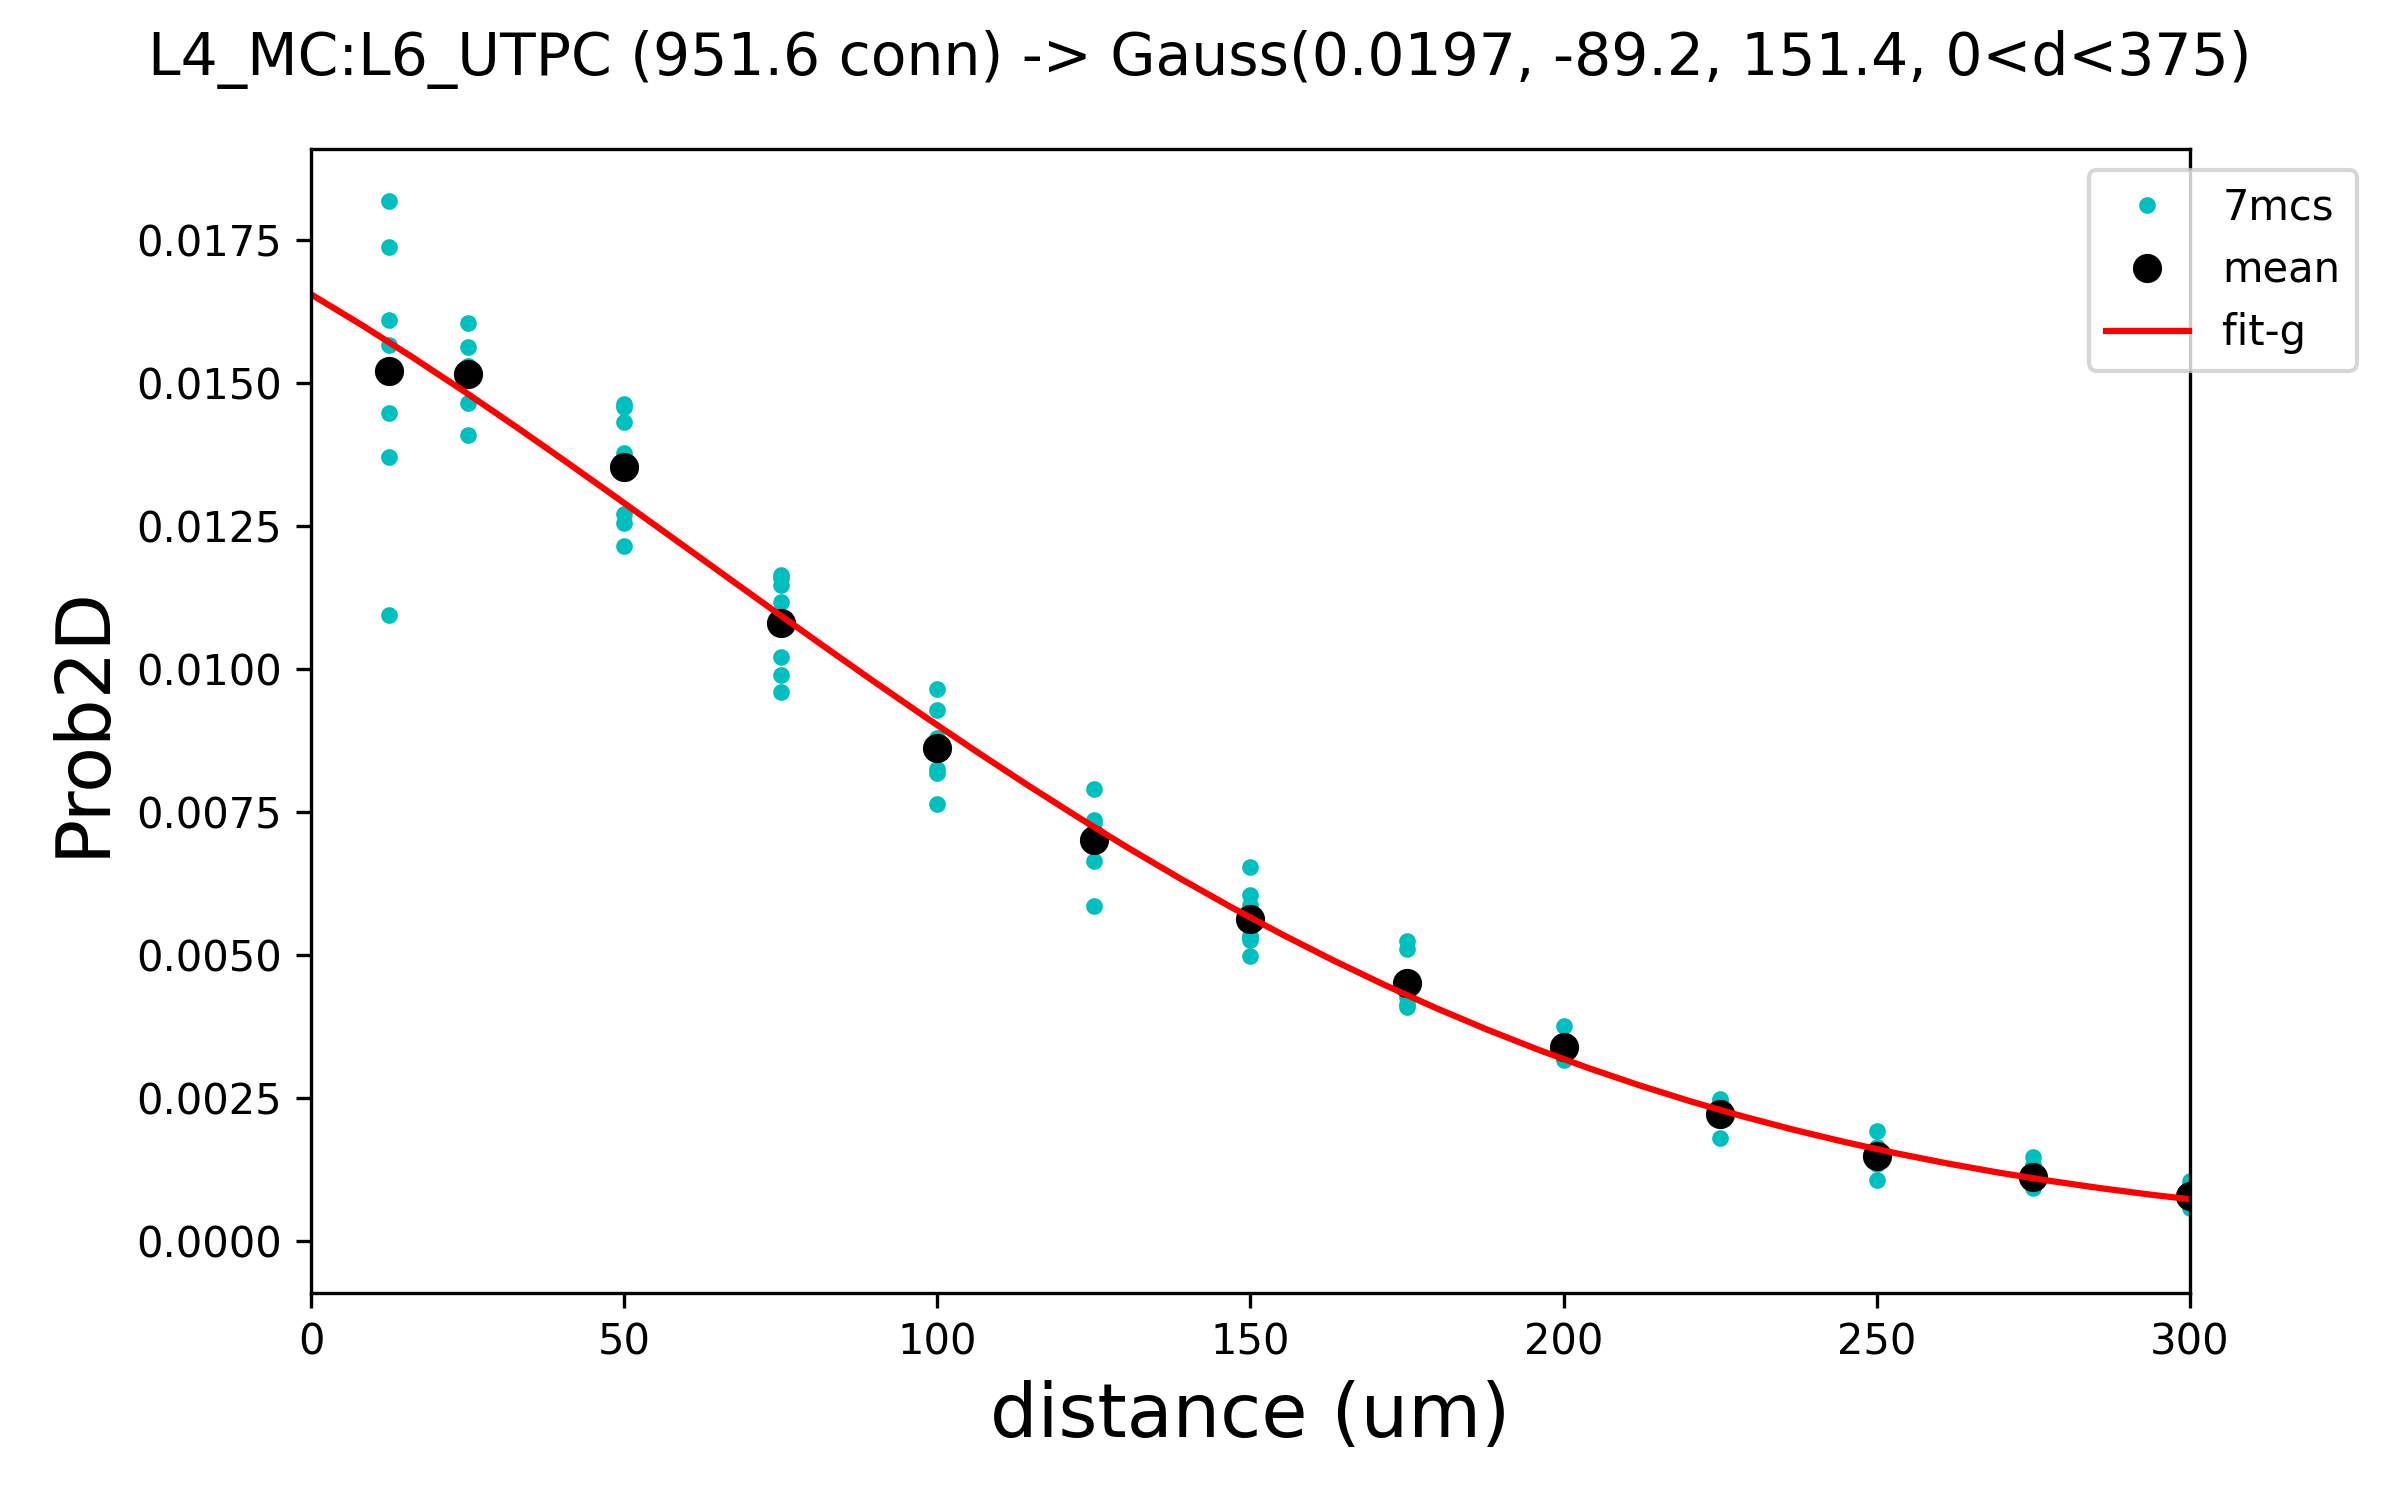 L4_MC:L6_UTPC (951.6 conn) -> Gauss(0.0197, -89.2, 151.4, 0<d<375)
7mcs
mean
fit-g
0.0175
0.0150
0.0125
0.0100
0.0075
0.0050
0.0025
0.0000
Prob2D
0 50 100 150 200 250 300
distance (um)